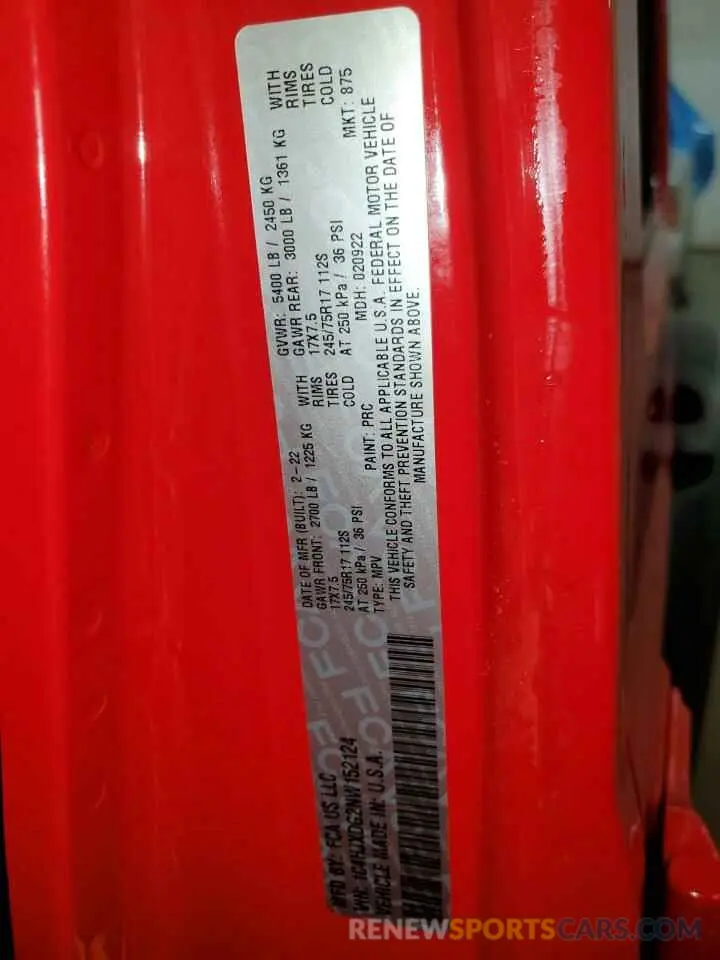 MFD BY: FCA US LLC
VIN: 1C4HJXDG2NW152124
VEHICLE MADE IN: U.S.A.
DATE OF MFR (BUILT): 2-22 GVWR: 5400 LB / 2450 KG
GAWR FRONT: 2700 LB / 1225 KG WITH GAWR REAR: 3000 LB / 1361 KG WITH
17X7.5 RIMS 17X7.5 RIMS
245/75R17 112S TIRES 245/75R17 112S TIRES
AT 250 kPa / 36 PSI COLD AT 250 kPa / 36 PSI COLD
TYPE: MPV PAINT: PRC MDH: 020922 MKT: 875
THIS VEHICLE CONFORMS TO ALL APPLICABLE U.S.A. FEDERAL MOTOR VEHICLE
SAFETY AND THEFT PREVENTION STANDARDS IN EFFECT ON THE DATE OF
MANUFACTURE SHOWN ABOVE.
RENEWSPORTSCARS.COM